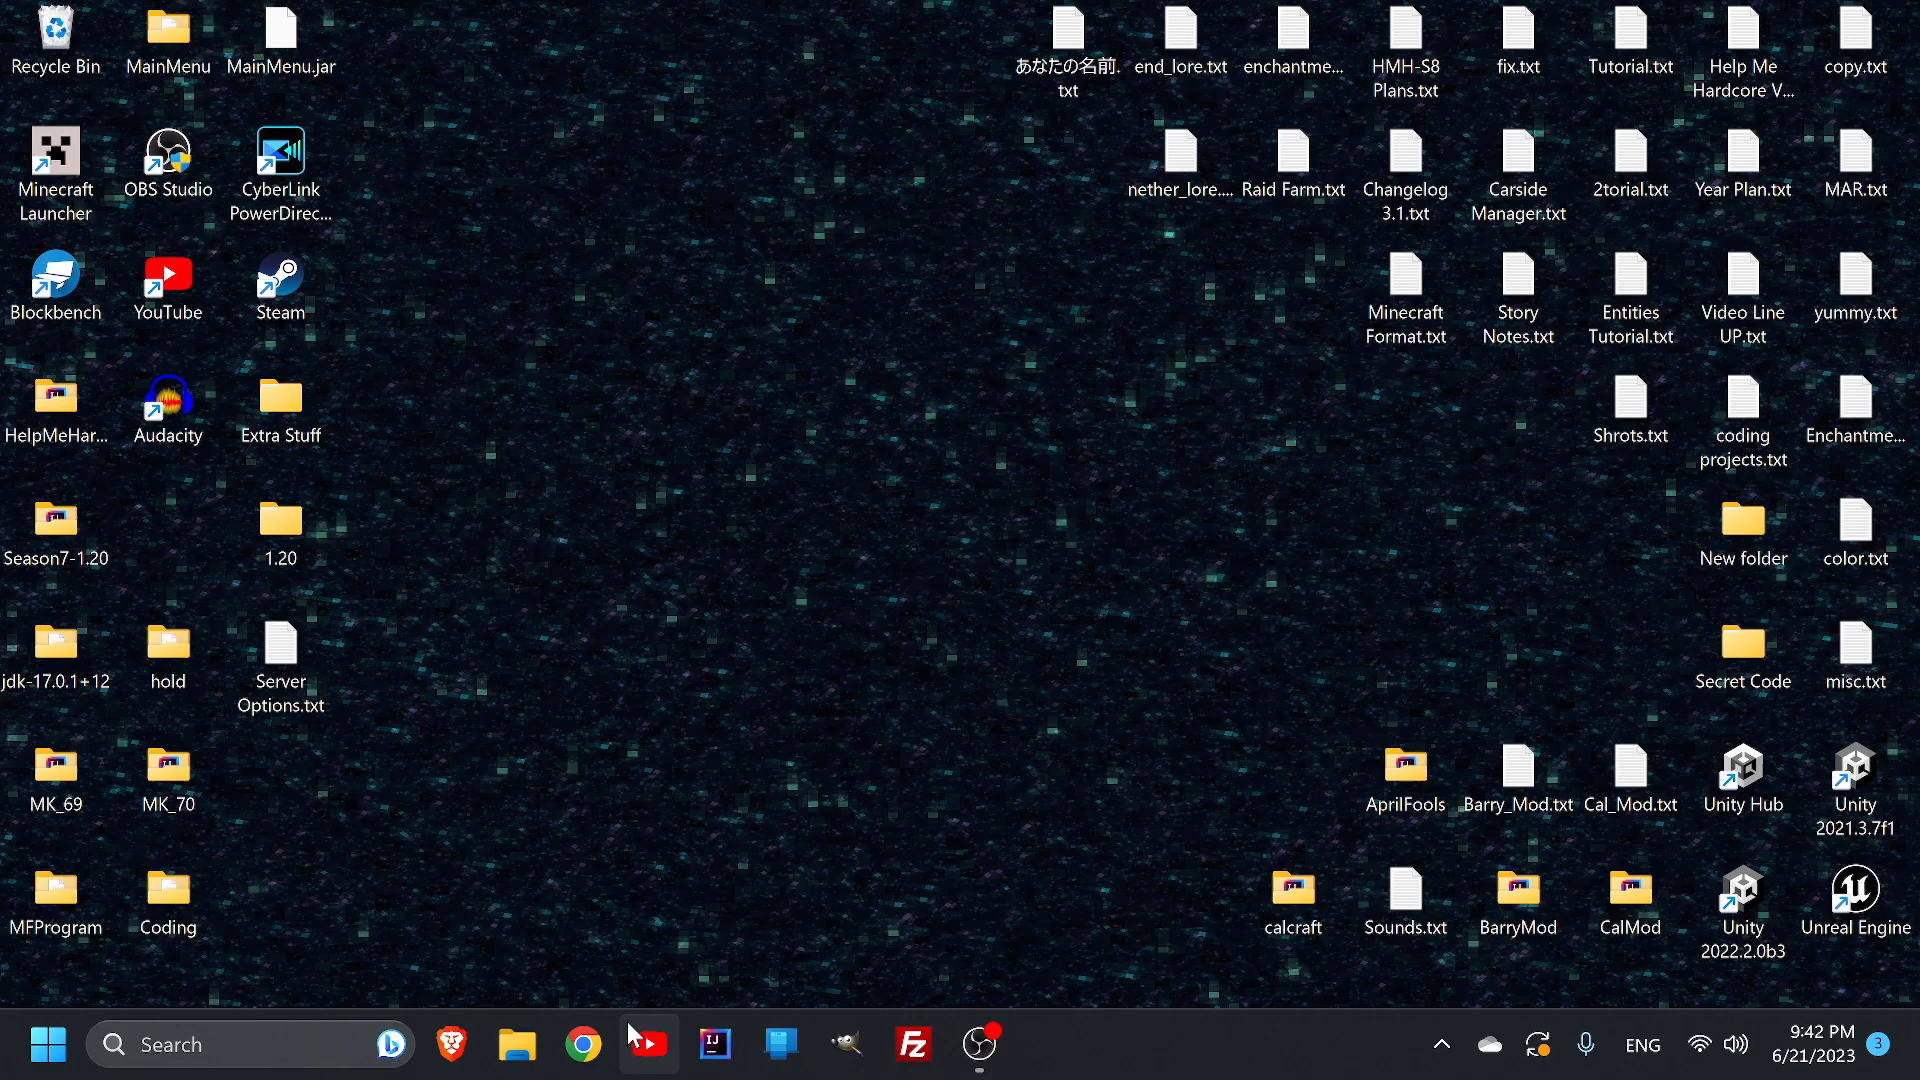 Recycle Bin
MainMenu
MainMenu.jar
あなたの名前.
txt
end_lore.txt
enchantme...
HMH-S8
Plans.txt
fix.txt
Tutorial.txt
Help Me
Hardcore V...
copy.txt
Minecraft
Launcher
OBS Studio
CyberLink
PowerDirec...
nether_lore....
Raid Farm.txt
Changelog
3.1.txt
Carside
Manager.txt
2torial.txt
Year Plan.txt
MAR.txt
Blockbench
YouTube
Steam
Minecraft
Format.txt
Story
Notes.txt
Entities
Tutorial.txt
Video Line
UP.txt
yummy.txt
HelpMeHar...
Audacity
Extra Stuff
Shrots.txt
coding
projects.txt
Enchantme...
Season7-1.20
1.20
New folder
color.txt
jdk-17.0.1+12
hold
Server
Options.txt
Secret Code
misc.txt
MK_69
MK_70
AprilFools
Barry_Mod.txt
Cal_Mod.txt
Unity Hub
Unity
2021.3.7f1
MFProgram
Coding
calcraft
Sounds.txt
BarryMod
CalMod
Unity
2022.2.0b3
Unreal Engine
Search
IJ
FZ
ENG
9:42 PM
6/21/2023
3